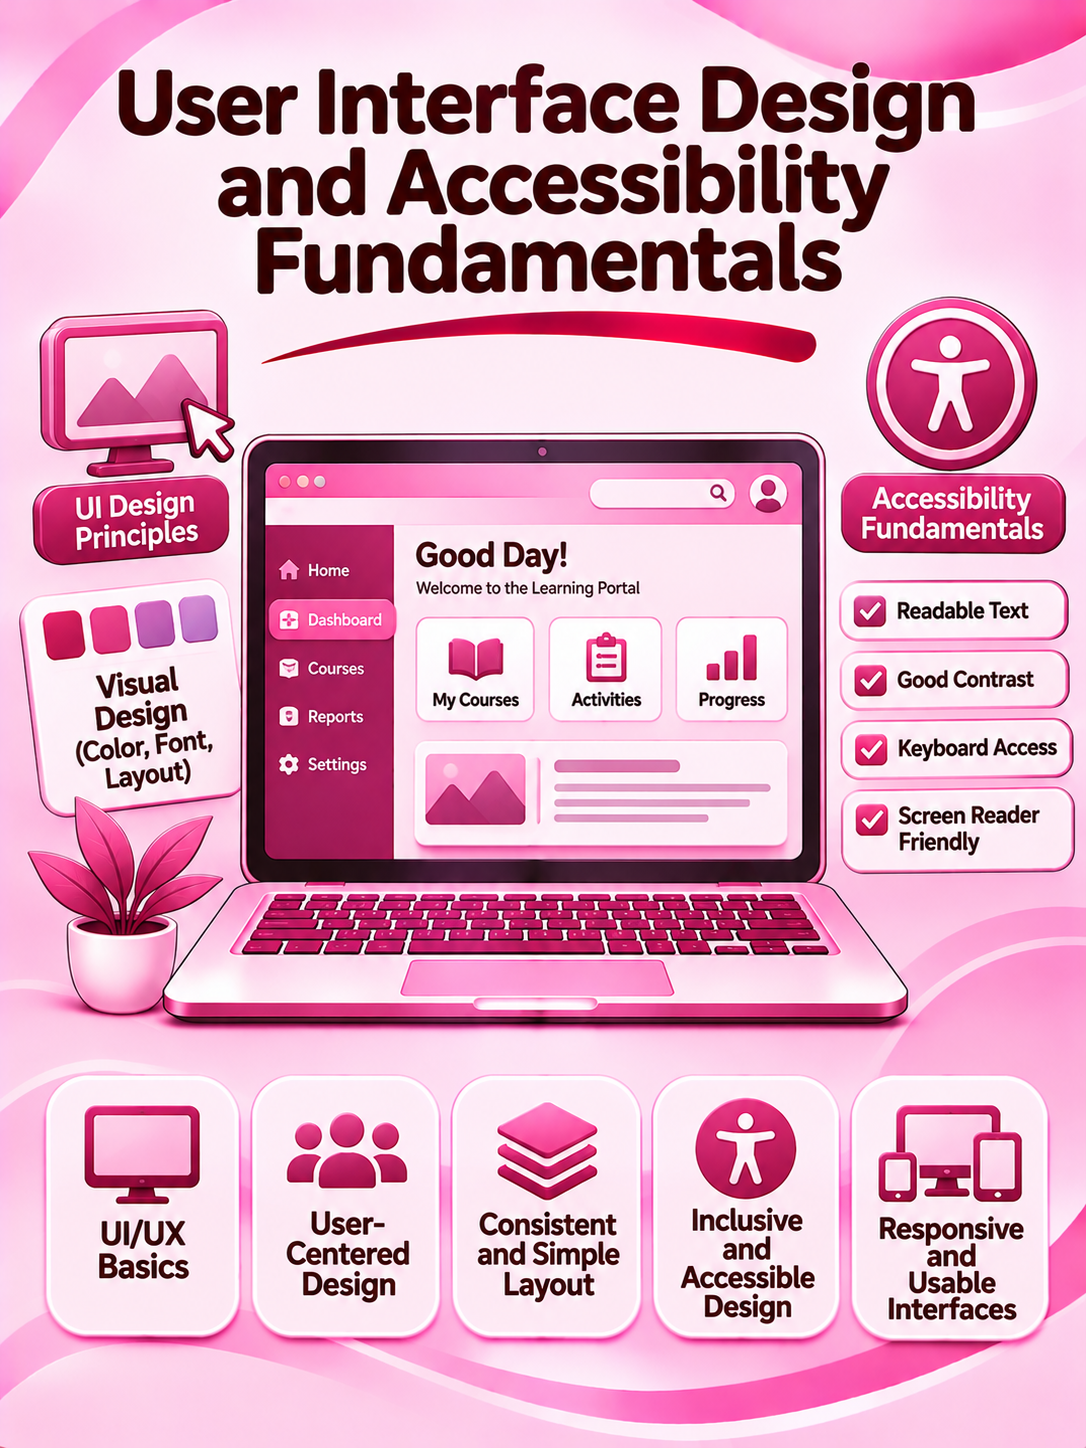 User Interface Design
and Accessibility
Fundamentals
UI Design
Principles
Accessibility
Fundamentals
Visual
Design
(Color, Font,
Layout)
Home
Dashboard
Courses
Reports
Settings
Good Day!
Welcome to the Learning Portal
My Courses
Activities
Progress
Readable Text
Good Contrast
Keyboard Access
Screen Reader
Friendly
UI/UX
Basics
User-
Centered
Design
Consistent
and Simple
Layout
Inclusive
and
Accessible
Design
Responsive
and
Usable
Interfaces